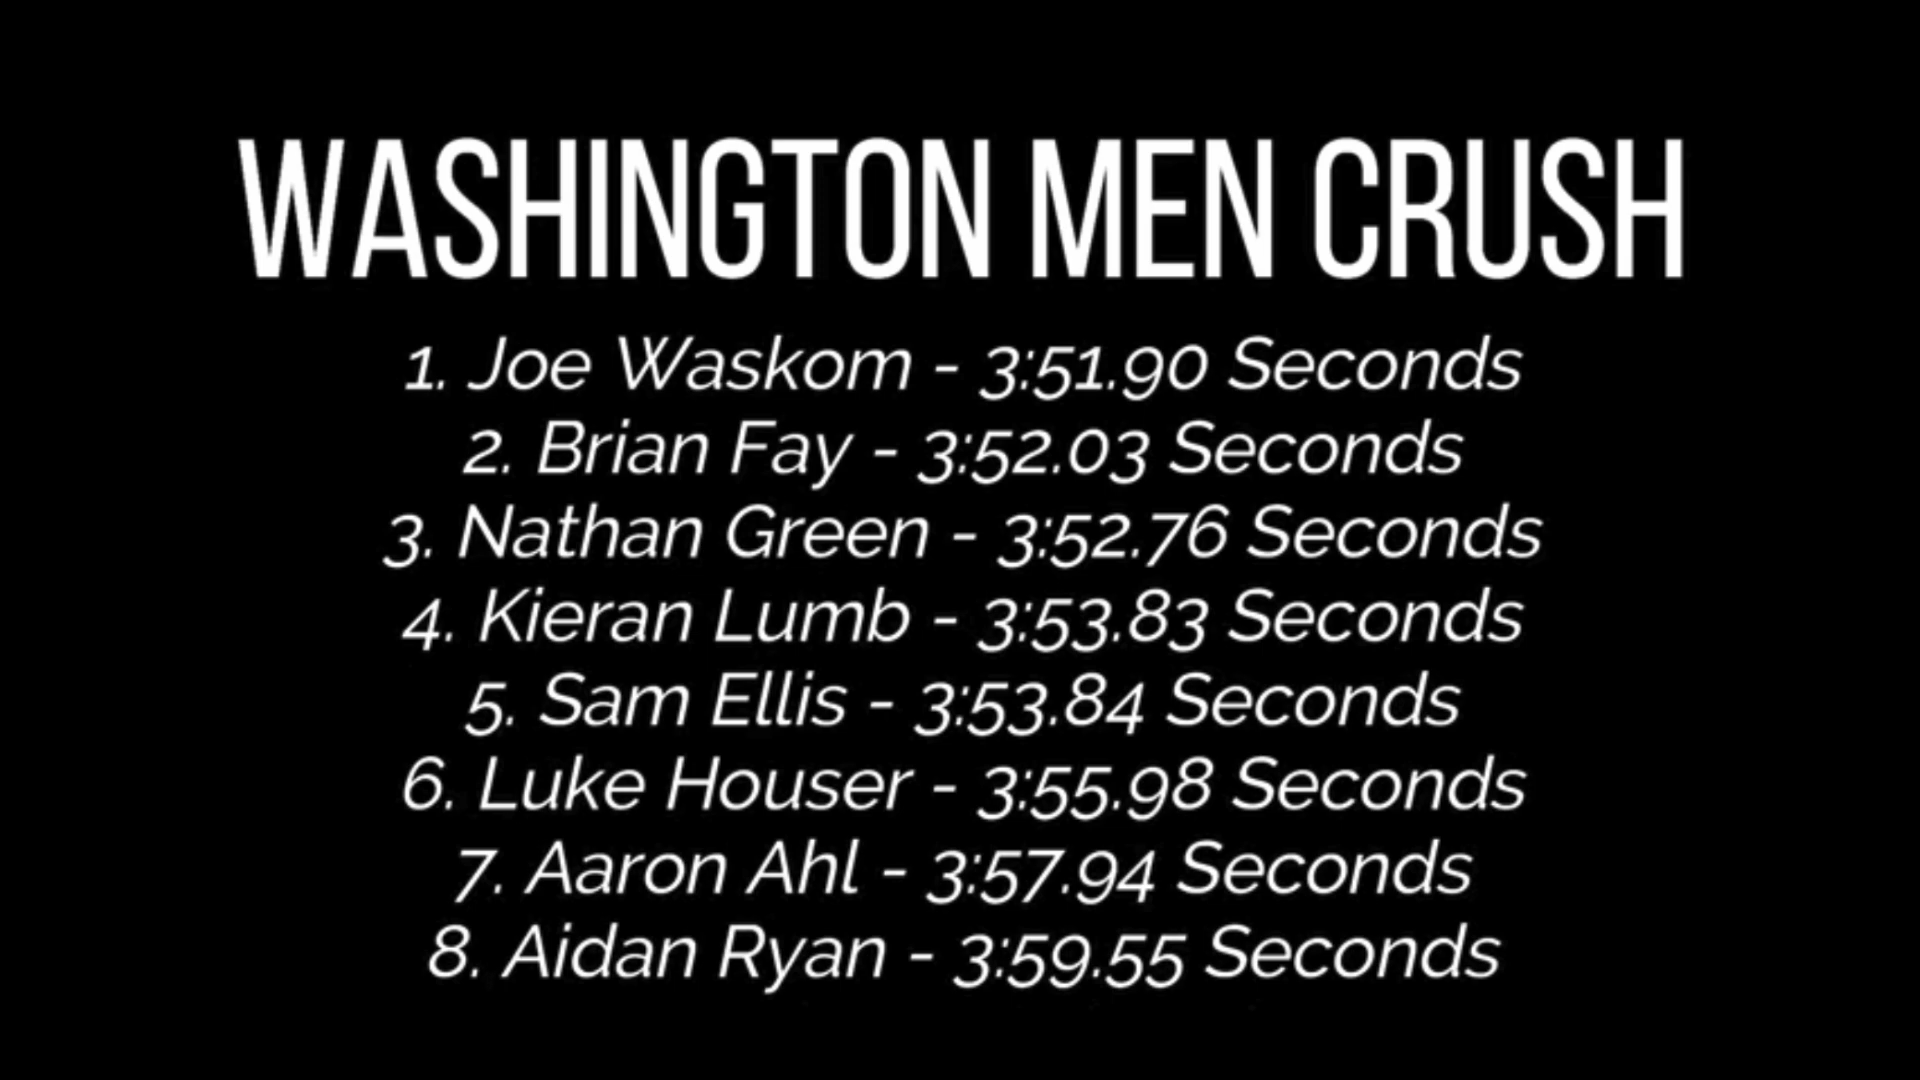 WASHINGTON MEN CRUSH
1. Joe Waskom - 3:51.90 Seconds
2. Brian Fay - 3:52.03 Seconds
3. Nathan Green - 3:52.76 Seconds
4. Kieran Lumb - 3:53.83 Seconds
5. Sam Ellis - 3:53.84 Seconds
6. Luke Houser - 3:55.98 Seconds
7. Aaron Ahl - 3:57.94 Seconds
8. Aidan Ryan - 3:59.55 Seconds